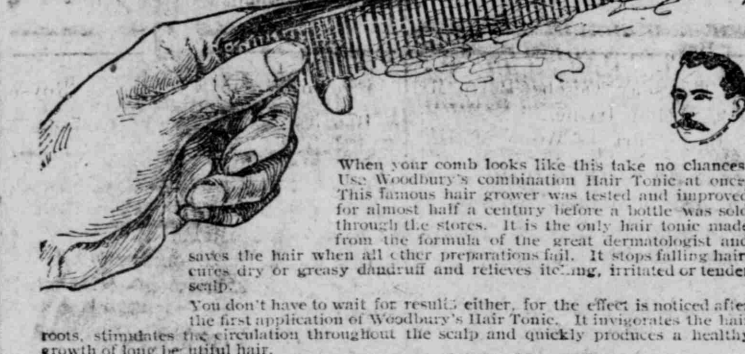 When your comb looks like this take no chances
Use Woodbury's combination Hair Tonic at once
This famous hair grower was tested and improved
for almost half a century before a bottle was sold
through the stores. It is the only hair tonic made
from the formula of the great dermatologist and
saves the hair when all other preparations fail. It stops falling hair
cures dry or greasy dandruff and relieves itching, irritated or tender
scalp.
You don't have to wait for results either, for the effect is noticed after
the first application of Woodbury's Hair Tonic. It invigorates the hair
roots, stimulates the circulation throughout the scalp and quickly produces a healthy
growth of long beautiful hair.